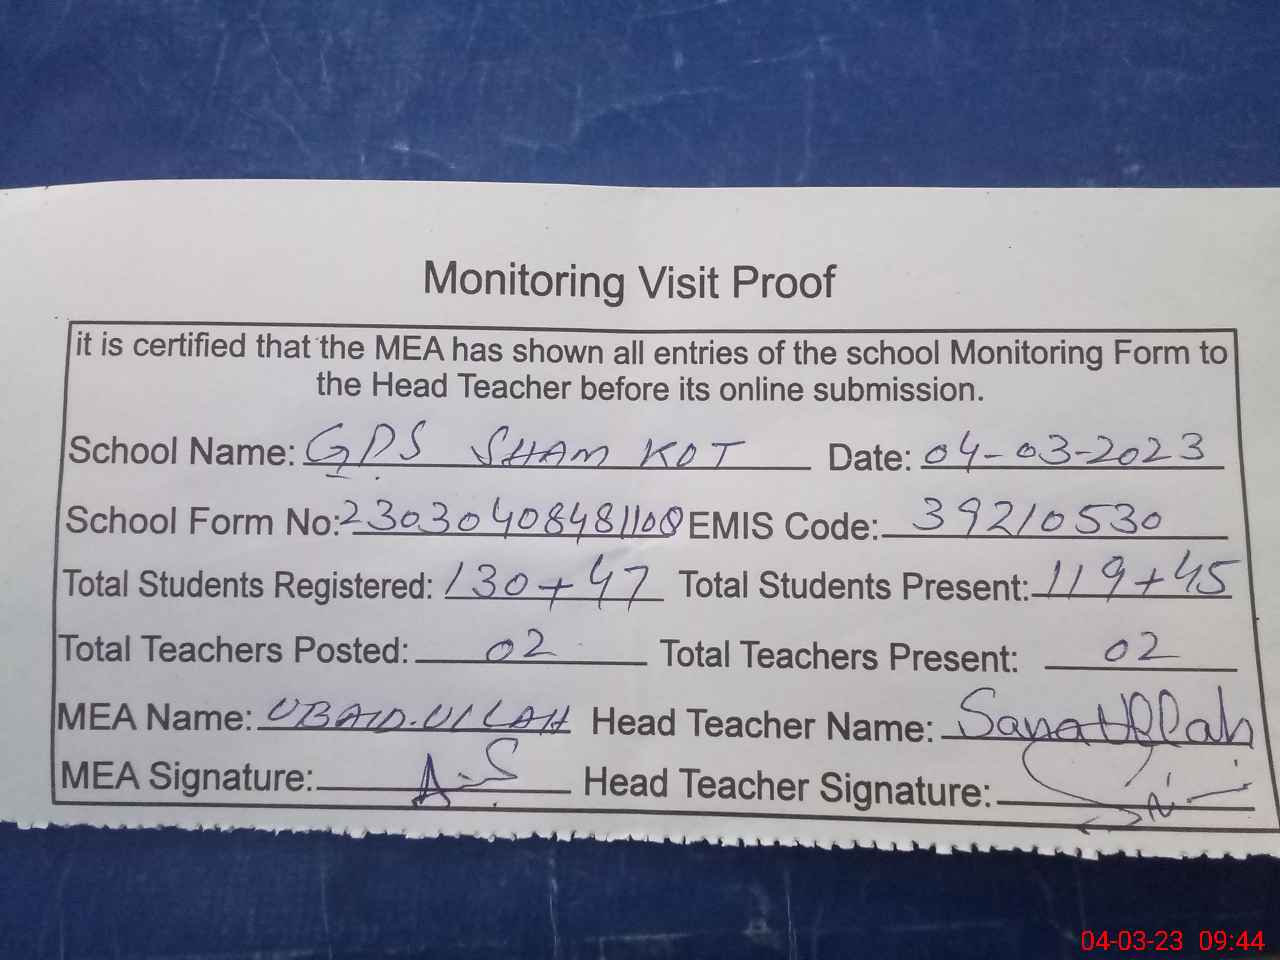 Monitoring Visit Proof
it is certified that the MEA has shown all entries of the school Monitoring Form to
the Head Teacher before its online submission.
School Name: GPS SHAM KOT Date: 04-03-2023
School Form No: 23030408481108 EMIS Code: 39210530
Total Students Registered: 130+47 Total Students Present: 119+45
Total Teachers Posted: 02 Total Teachers Present: 02
MEA Name: UBAID.ULLAH Head Teacher Name: SanaUllah
MEA Signature: A.S Head Teacher Signature:
04-03-23 09:44